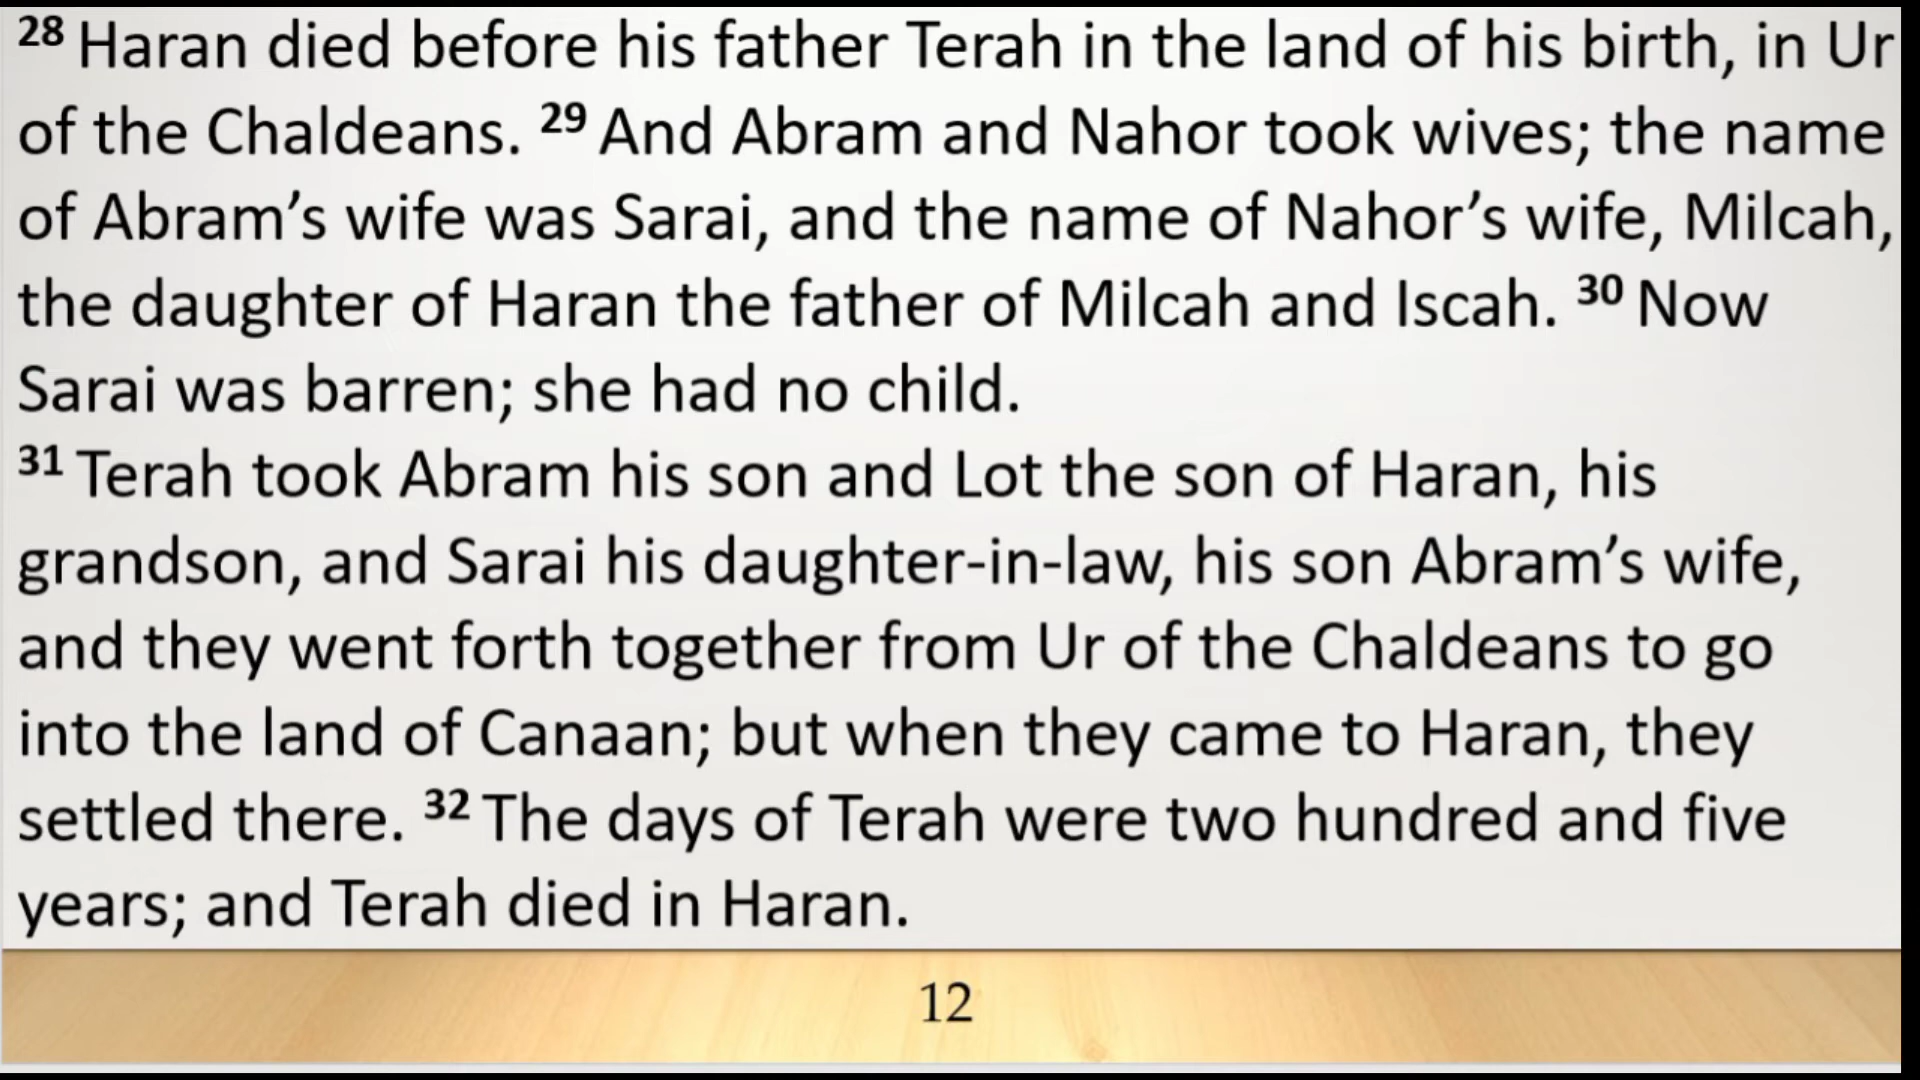 28 Haran died before his father Terah in the land of his birth, in Ur
of the Chaldeans. 29 And Abram and Nahor took wives; the name
of Abram’s wife was Sarai, and the name of Nahor’s wife, Milcah,
the daughter of Haran the father of Milcah and Iscah. 30 Now
Sarai was barren; she had no child.
31 Terah took Abram his son and Lot the son of Haran, his
grandson, and Sarai his daughter-in-law, his son Abram’s wife,
and they went forth together from Ur of the Chaldeans to go
into the land of Canaan; but when they came to Haran, they
settled there. 32 The days of Terah were two hundred and five
years; and Terah died in Haran.
12